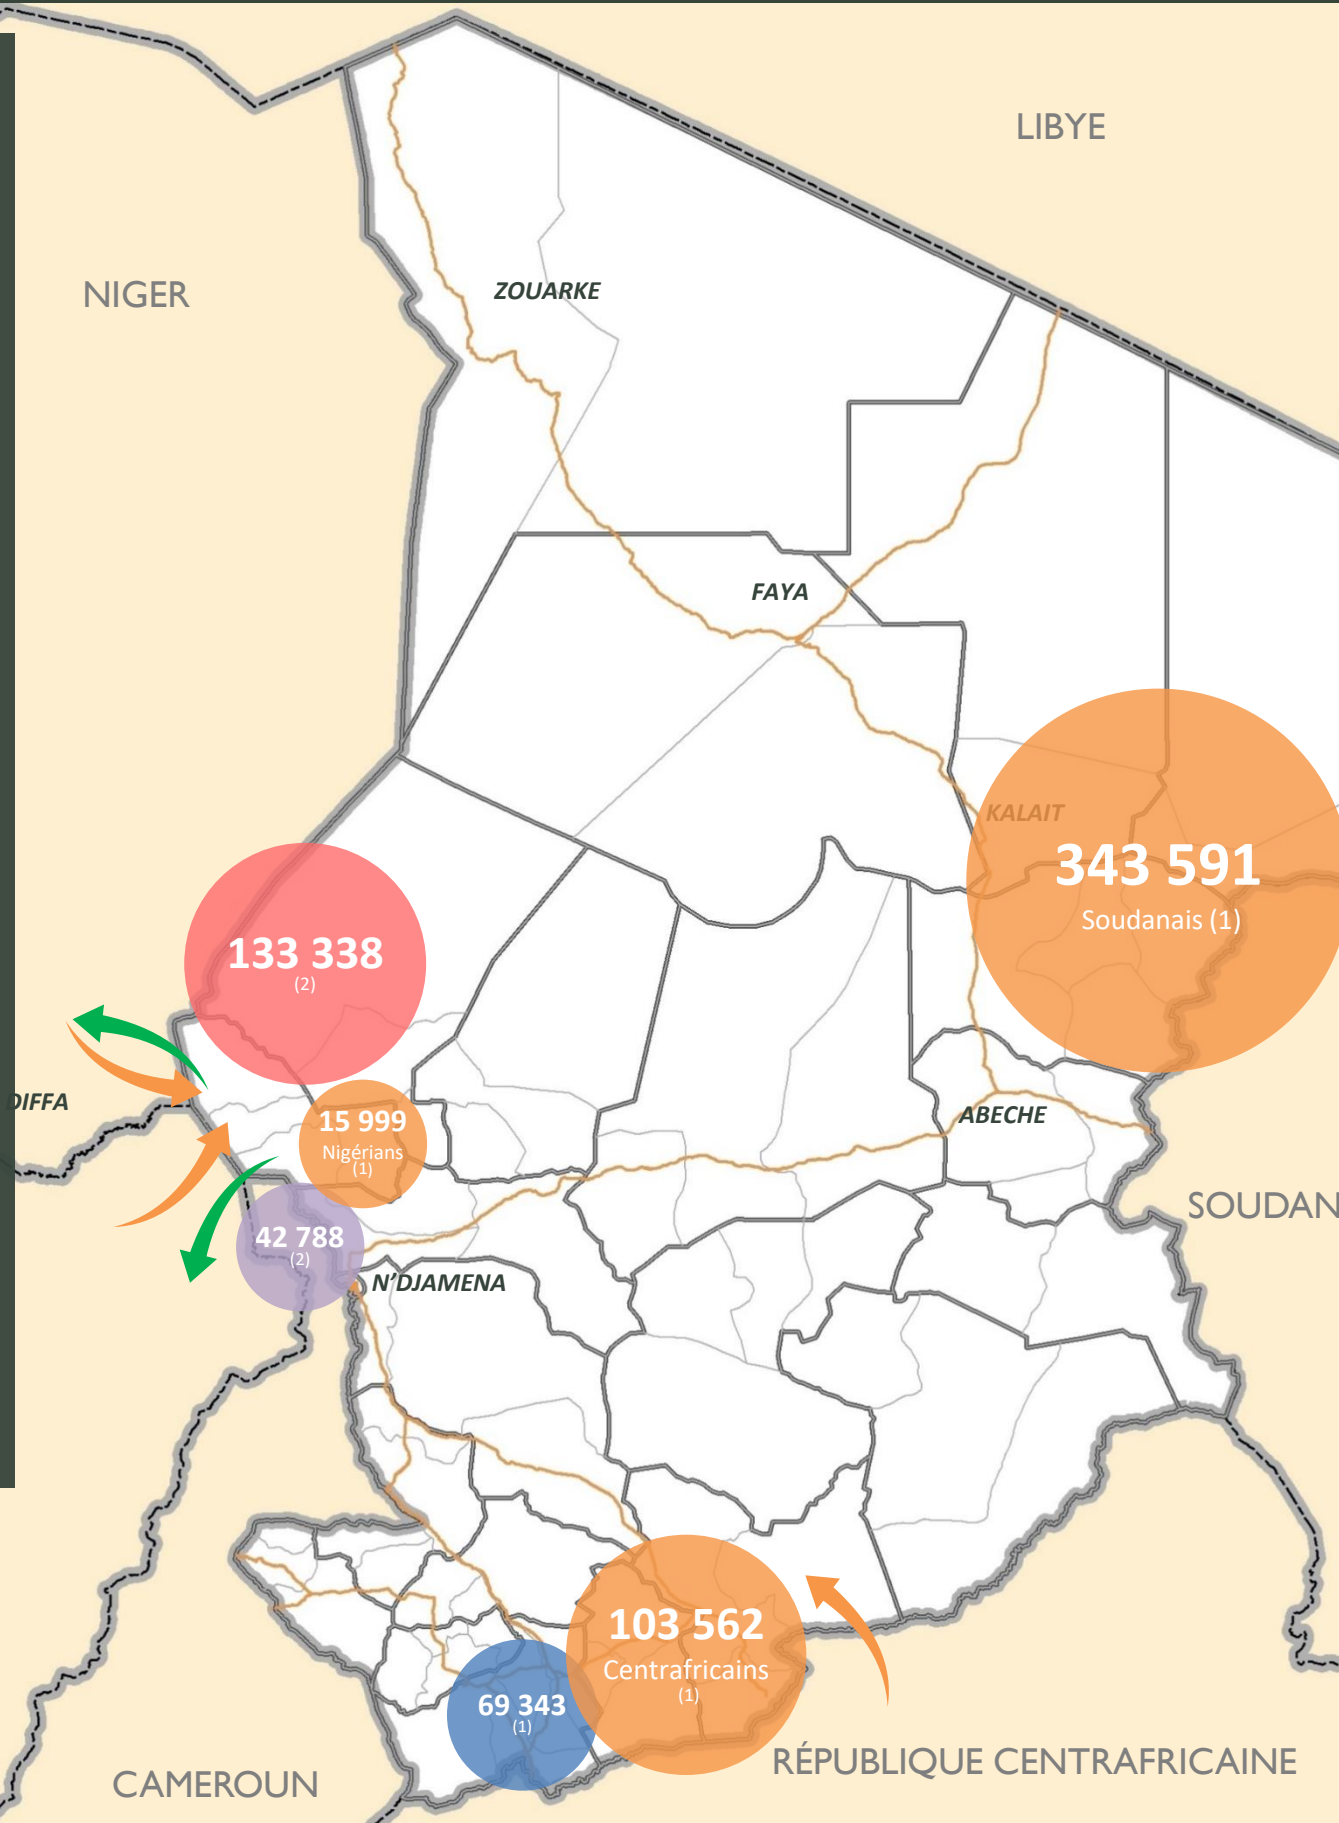 LIBYE
NIGER
ZOUARKE
FAYA
KALAIT
343 591
Soudanais (1)
133 338
(2)
DIFFA
15 999
Nigérians
(1)
ABECHE
SOUDAN
42 788
(2)
N'DJAMENA
103 562
Centrafricains
(1)
69 343
(1)
RÉPUBLIQUE CENTRAFRICAINE
CAMEROUN